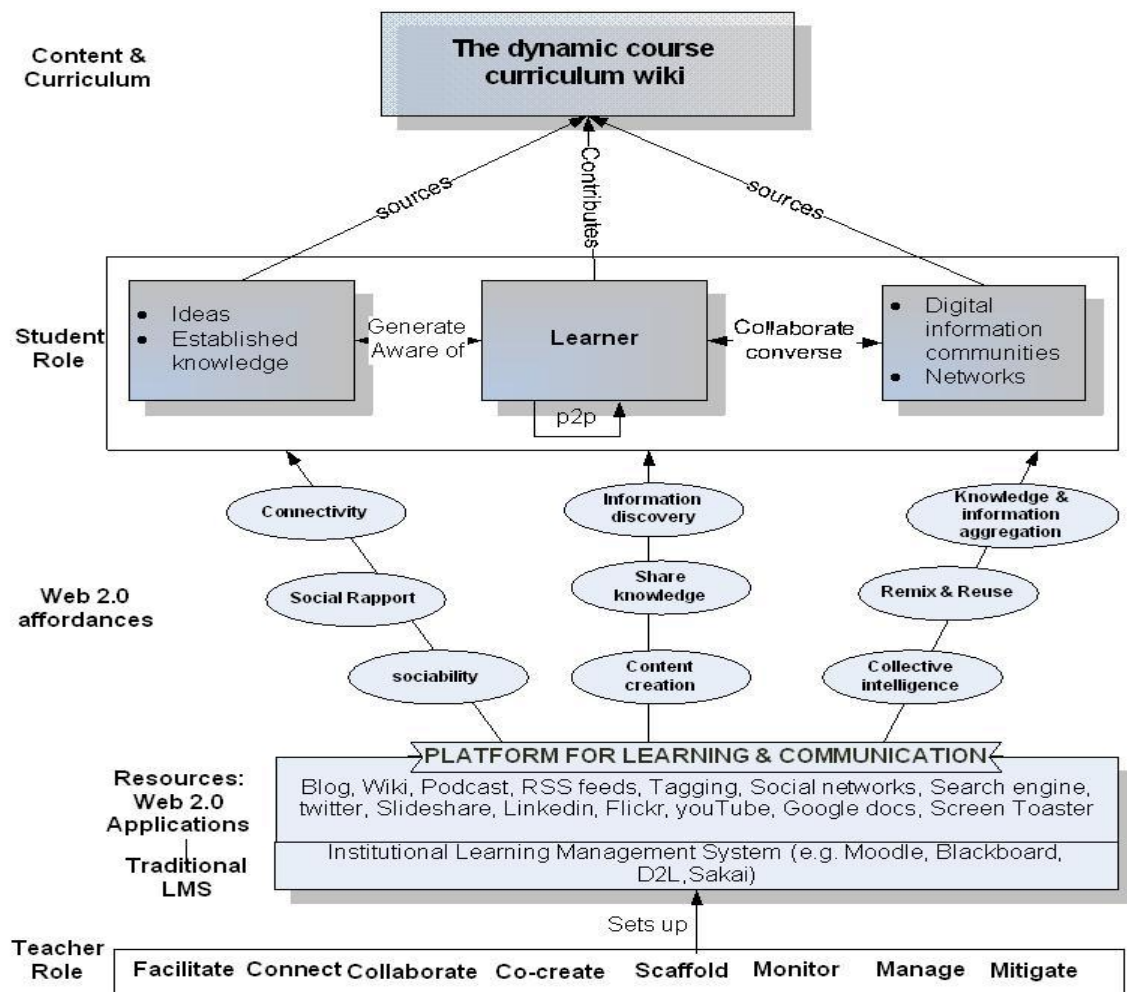 Content &
Curriculum
The dynamic course
curriculum wiki
sources
Contributes
sources
Student
Role
• Ideas
• Established
knowledge
Generate
Aware of
Learner
p2p
Collaborate
converse
• Digital
information
communities
• Networks
Web 2.0
affordances
Connectivity
Information
discovery
Knowledge &
information
aggregation
Social Rapport
Share
knowledge
Remix & Reuse
sociability
Content
creation
Collective
intelligence
PLATFORM FOR LEARNING & COMMUNICATION
Resources:
Web 2.0
Applications
Traditional
LMS
Blog, Wiki, Podcast, RSS feeds, Tagging, Social networks, Search engine,
twitter, Slideshare, Linkedin, Flickr, youTube, Google docs, Screen Toaster
Institutional Learning Management System (e.g. Moodle, Blackboard,
D2L,Sakai)
Sets up
Teacher
Role
Facilitate Connect Collaborate Co-create Scaffold Monitor Manage Mitigate